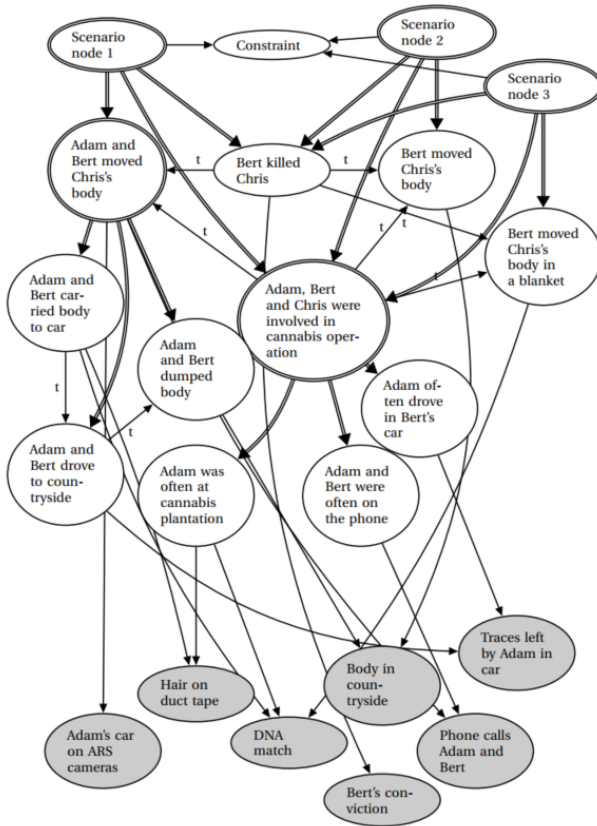 Scenario
node 1
Constraint
Scenario
node 2
Scenario
node 3
Adam and
Bert moved
Chris's
body
t
Bert killed
Chris
t
Bert moved
Chris's
body
t
t
t
Bert moved
Chris's
body in
a blanket
t
Adam and
Bert car-
ried body
to car
Adam, Bert
and Chris were
involved in
cannabis oper-
ation
Adam
and Bert
dumped
body
Adam of-
ten drove
in Bert's
car
t
t
Adam and
Bert drove
to coun-
tryside
Adam was
often at
cannabis
plantation
Adam and
Bert were
often on
the phone
Traces left
by Adam in
car
Hair on
duct tape
Body in
coun-
tryside
Adam's car
on ARS
cameras
DNA
match
Phone calls
Adam and
Bert
Bert's con-
viction